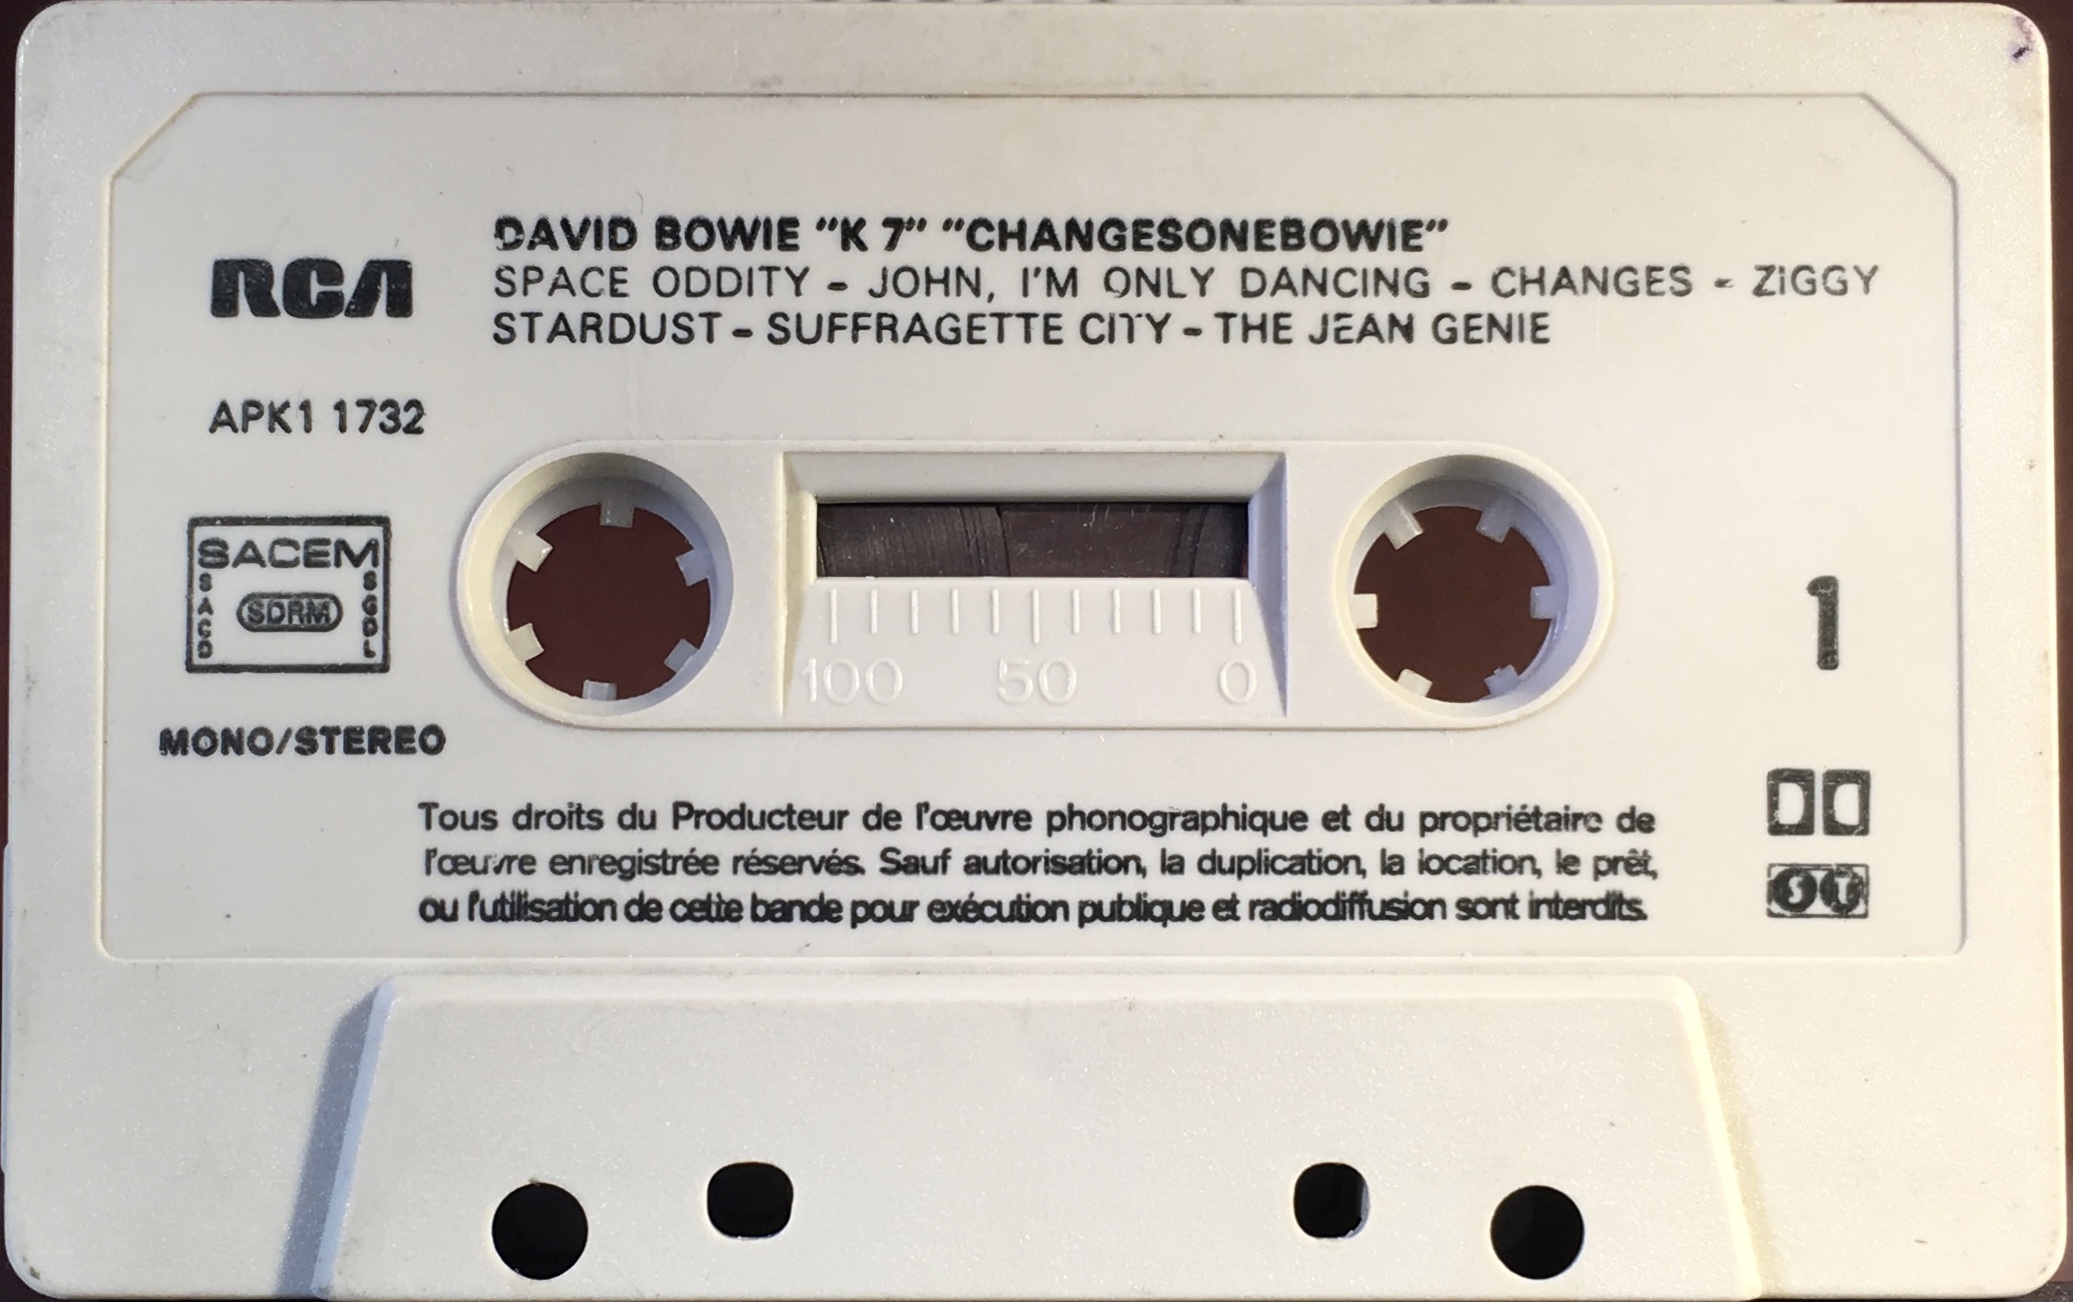 DAVID BOWIE "K 7" "CHANGESONEBOWIE"
SPACE ODDITY - JOHN, I'M ONLY DANCING - CHANGES - ZiGGY
STARDUST - SUFFRAGETTE CITY - THE JEAN GENIE
RCA
APK1 1732
SACEM
SACD
SDRM
SGDL
MONO/STEREO
100 50 0
1
Tous droits du Producteur de l'œuvre phonographique et du propriétaire de
l'œuvre enregistrée réservés. Sauf autorisation, la duplication, la location, le prêt,
ou l'utilisation de cette bande pour exécution publique et radiodiffusion sont interdits.
ST